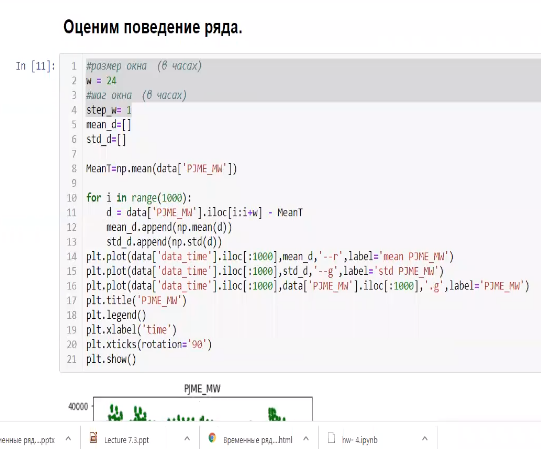 Оценим поведение ряда.
In [11]:
1 #размер окна (в часах)
2 w = 24
3 #шаг окна (в часах)
4 step_w= 1
5 mean_d=[]
6 std_d=[]
7
8 MeanT=np.mean(data['PJME_MW'])
9
10 for i in range(1000):
11 d = data['PJME_MW'].iloc[i:i+w] - MeanT
12 mean_d.append(np.mean(d))
13 std_d.append(np.std(d))
14 plt.plot(data['data_time'].iloc[:1000],mean_d,'--r',label='mean PJME_MW')
15 plt.plot(data['data_time'].iloc[:1000],std_d,'--g',label='std PJME_MW')
16 plt.plot(data['data_time'].iloc[:1000],data['PJME_MW'].iloc[:1000],'.g',label='PJME_MW')
17 plt.title('PJME_MW')
18 plt.legend()
19 plt.xlabel('time')
20 plt.xticks(rotation='90')
21 plt.show()
PJME_MW
40000
менные ряд....pptx
Lecture 7.3.ppt
Временные ряд....html
hw- 4.ipynb